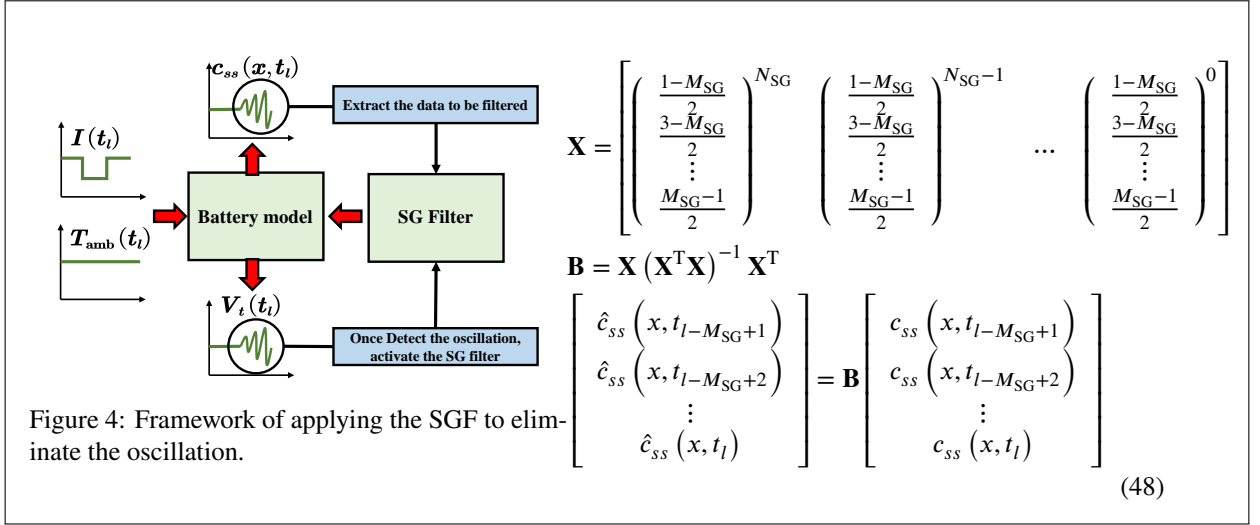 c_ss(x, t_l)
Extract the data to be filtered
I(t_l)
Battery model
SG Filter
T_amb(t_l)
V_t(t_l)
Once Detect the oscillation,
activate the SG filter
Figure 4: Framework of applying the SGF to elim-
inate the oscillation.
X = [ ( (1−M_SG)/2 (3−M_SG)/2 ⋮ (M_SG−1)/2 )^{N_SG} ( (1−M_SG)/2 (3−M_SG)/2 ⋮ (M_SG−1)/2 )^{N_SG−1} ... ( (1−M_SG)/2 (3−M_SG)/2 ⋮ (M_SG−1)/2 )^0 ]
B = X (X^T X)^{−1} X^T
[ ĉ_ss(x, t_{l−M_SG+1}) ĉ_ss(x, t_{l−M_SG+2}) ⋮ ĉ_ss(x, t_l) ] = B [ c_ss(x, t_{l−M_SG+1}) c_ss(x, t_{l−M_SG+2}) ⋮ c_ss(x, t_l) ]
(48)